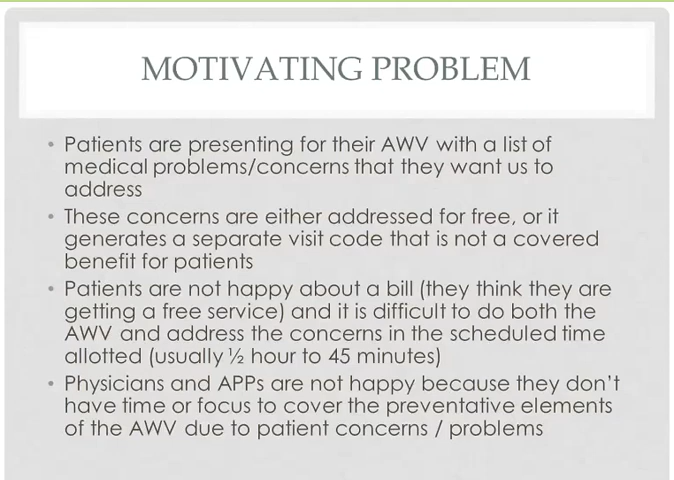 MOTIVATING PROBLEM
• Patients are presenting for their AWV with a list of
medical problems/concerns that they want us to
address
• These concerns are either addressed for free, or it
generates a separate visit code that is not a covered
benefit for patients
• Patients are not happy about a bill (they think they are
getting a free service) and it is difficult to do both the
AWV and address the concerns in the scheduled time
allotted (usually ½ hour to 45 minutes)
• Physicians and APPs are not happy because they don't
have time or focus to cover the preventative elements
of the AWV due to patient concerns / problems